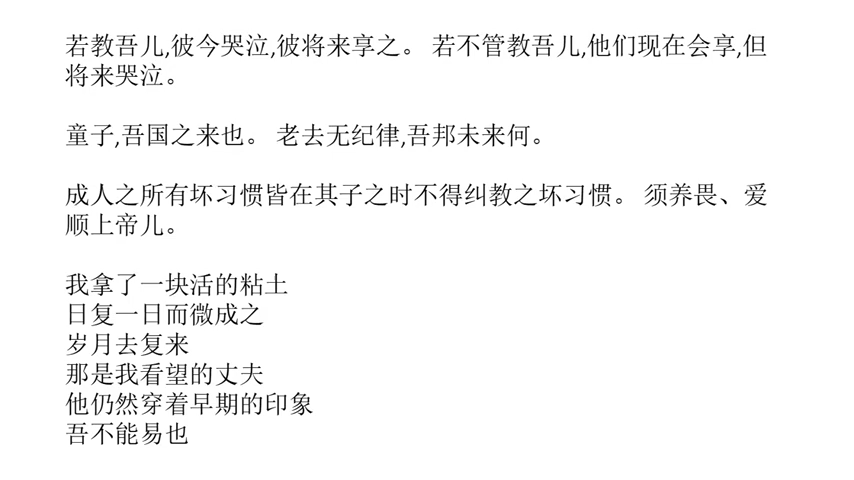 若教吾儿,彼今哭泣,彼将来享之。 若不管教吾儿,他们现在会享,但
将来哭泣。
童子,吾国之来也。 老去无纪律,吾邦未来何。
成人之所有坏习惯皆在其子之时不得纠教之坏习惯。 须养畏、爱
顺上帝儿。
我拿了一块活的粘土
日复一日而微成之
岁月去复来
那是我看望的丈夫
他仍然穿着早期的印象
吾不能易也